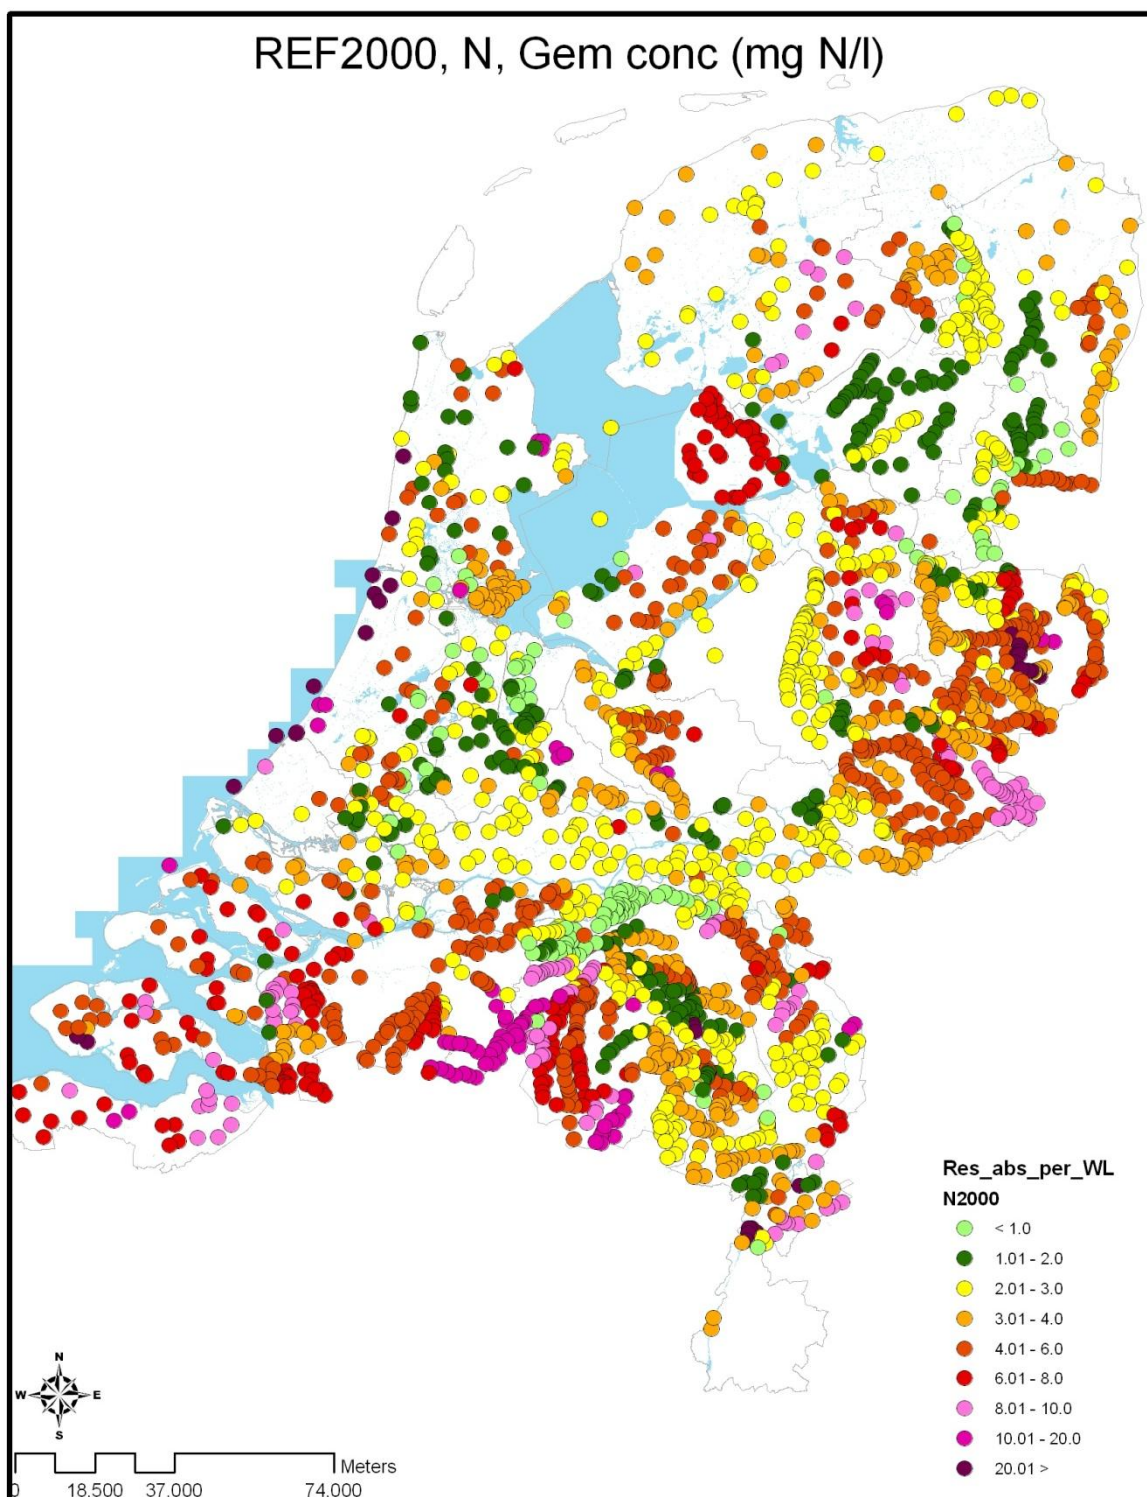 REF2000, N, Gem conc (mg N/l)
Res_abs_per_WL
N2000
< 1.0
1.01 - 2.0
2.01 - 3.0
3.01 - 4.0
4.01 - 6.0
6.01 - 8.0
8.01 - 10.0
10.01 - 20.0
20.01 >
N
W E
S
Meters
0 18.500 37.000 74.000